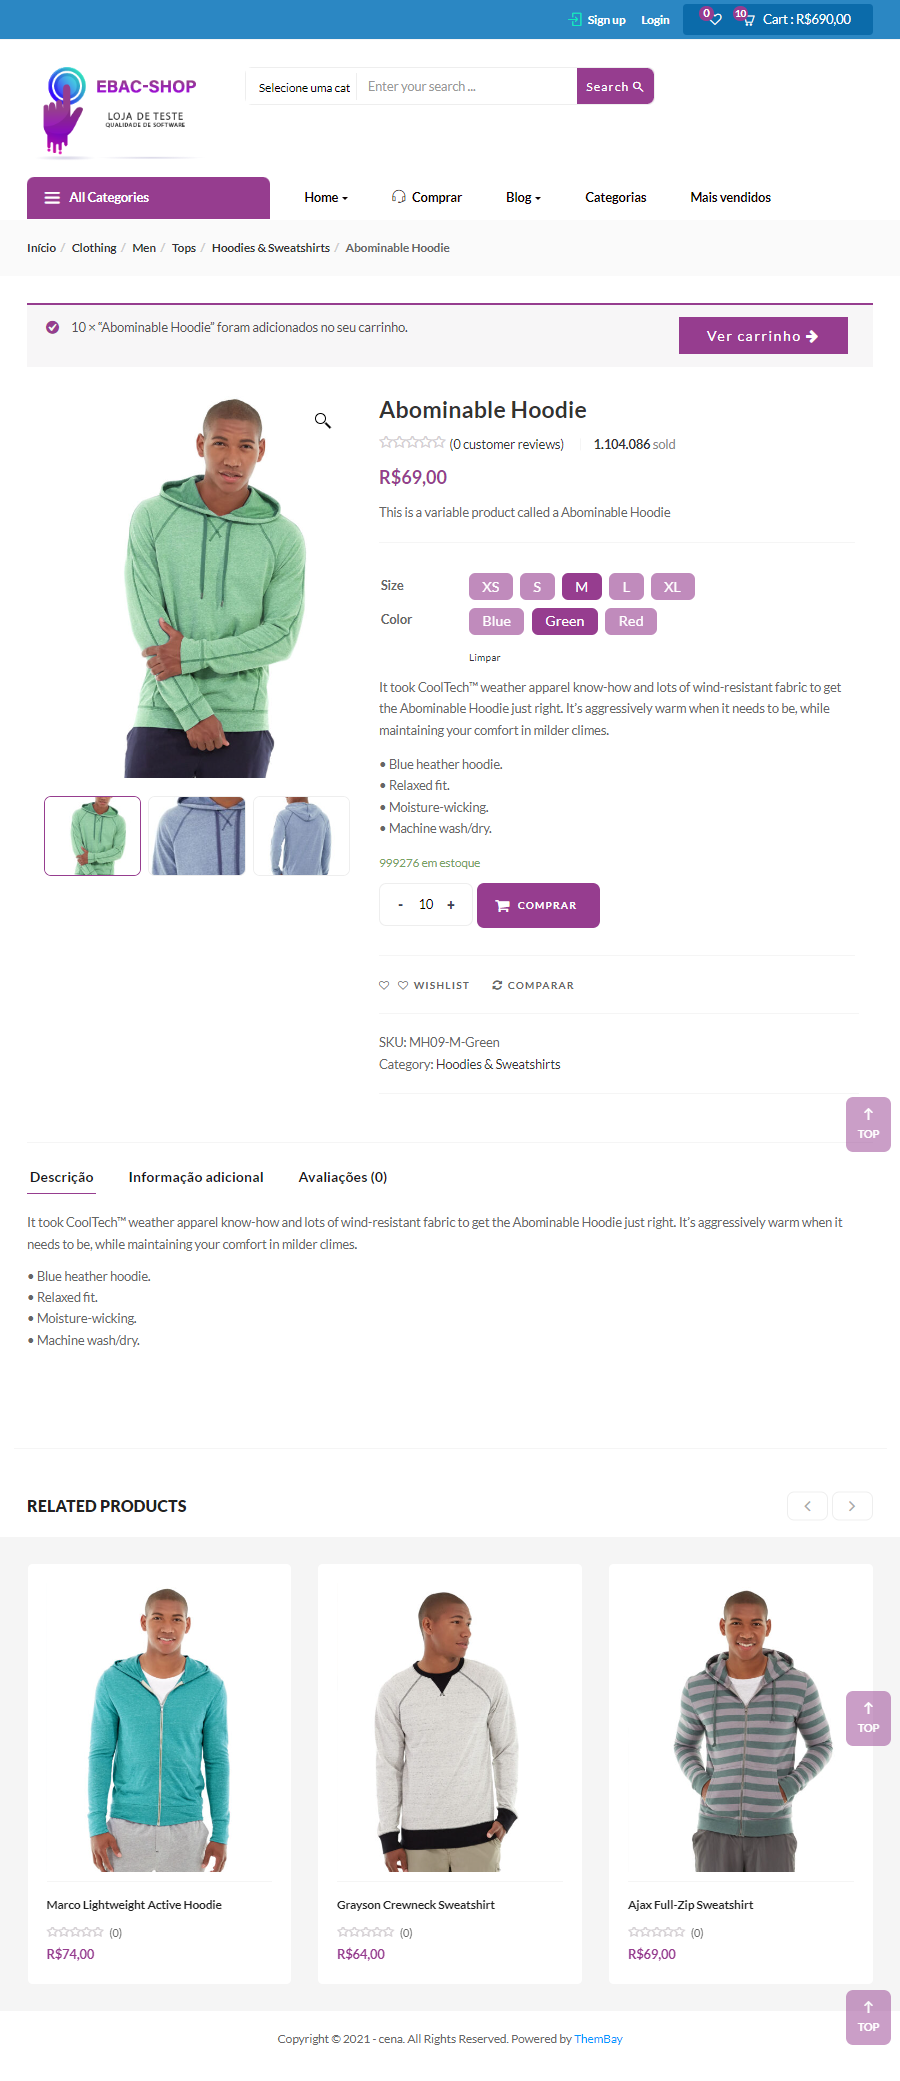 Sign up Login 0 10 Cart : R$690,00
EBAC-SHOP
LOJA DE TESTE
QUALIDADE DE SOFTWARE
Selecione uma cat Enter your search ... Search
All Categories Home Comprar Blog Categorias Mais vendidos
Início / Clothing / Men / Tops / Hoodies & Sweatshirts / Abominable Hoodie
10 × "Abominable Hoodie" foram adicionados no seu carrinho. Ver carrinho
Abominable Hoodie
(0 customer reviews) 1.104.086 sold
R$69,00
This is a variable product called a Abominable Hoodie
Size XS S M L XL
Color Blue Green Red
Limpar
It took CoolTech™ weather apparel know-how and lots of wind-resistant fabric to get
the Abominable Hoodie just right. It's aggressively warm when it needs to be, while
maintaining your comfort in milder climes.
• Blue heather hoodie.
• Relaxed fit.
• Moisture-wicking.
• Machine wash/dry.
999276 em estoque
- 10 + COMPRAR
WISHLIST COMPARAR
SKU: MH09-M-Green
Category: Hoodies & Sweatshirts
TOP
Descrição Informação adicional Avaliações (0)
It took CoolTech™ weather apparel know-how and lots of wind-resistant fabric to get the Abominable Hoodie just right. It's aggressively warm when it
needs to be, while maintaining your comfort in milder climes.
• Blue heather hoodie.
• Relaxed fit.
• Moisture-wicking.
• Machine wash/dry.
RELATED PRODUCTS
TOP
Marco Lightweight Active Hoodie
(0)
R$74,00
Grayson Crewneck Sweatshirt
(0)
R$64,00
Ajax Full-Zip Sweatshirt
(0)
R$69,00
TOP
Copyright © 2021 - cena. All Rights Reserved. Powered by ThemBay